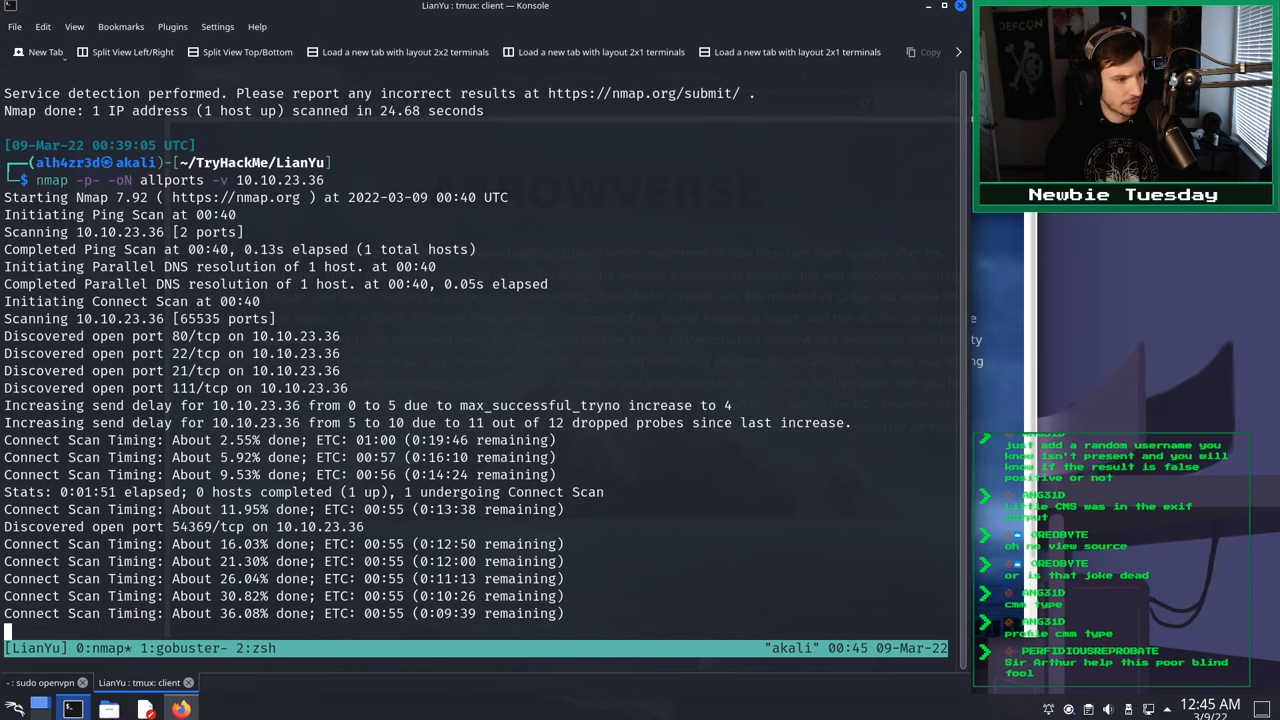 LianYu : tmux: client — Konsole
File Edit View Bookmarks Plugins Settings Help
New Tab Split View Left/Right Split View Top/Bottom Load a new tab with layout 2x2 terminals Load a new tab with layout 2x1 terminals Load a new tab with layout 2x1 terminals Copy
Service detection performed. Please report any incorrect results at https://nmap.org/submit/ .
Nmap done: 1 IP address (1 host up) scanned in 24.68 seconds
[09-Mar-22 00:39:05 UTC]
(alh4zr3d㉿akali)-[~/TryHackMe/LianYu]
$ nmap -p- -oN allports -v 10.10.23.36
Starting Nmap 7.92 ( https://nmap.org ) at 2022-03-09 00:40 UTC
Initiating Ping Scan at 00:40
Scanning 10.10.23.36 [2 ports]
Completed Ping Scan at 00:40, 0.13s elapsed (1 total hosts)
Initiating Parallel DNS resolution of 1 host. at 00:40
Completed Parallel DNS resolution of 1 host. at 00:40, 0.05s elapsed
Initiating Connect Scan at 00:40
Scanning 10.10.23.36 [65535 ports]
Discovered open port 80/tcp on 10.10.23.36
Discovered open port 22/tcp on 10.10.23.36
Discovered open port 21/tcp on 10.10.23.36
Discovered open port 111/tcp on 10.10.23.36
Increasing send delay for 10.10.23.36 from 0 to 5 due to max_successful_tryno increase to 4
Increasing send delay for 10.10.23.36 from 5 to 10 due to 11 out of 12 dropped probes since last increase.
Connect Scan Timing: About 2.55% done; ETC: 01:00 (0:19:46 remaining)
Connect Scan Timing: About 5.92% done; ETC: 00:57 (0:16:10 remaining)
Connect Scan Timing: About 9.53% done; ETC: 00:56 (0:14:24 remaining)
Stats: 0:01:51 elapsed; 0 hosts completed (1 up), 1 undergoing Connect Scan
Connect Scan Timing: About 11.95% done; ETC: 00:55 (0:13:38 remaining)
Discovered open port 54369/tcp on 10.10.23.36
Connect Scan Timing: About 16.03% done; ETC: 00:55 (0:12:50 remaining)
Connect Scan Timing: About 21.30% done; ETC: 00:55 (0:12:00 remaining)
Connect Scan Timing: About 26.04% done; ETC: 00:55 (0:11:13 remaining)
Connect Scan Timing: About 30.82% done; ETC: 00:55 (0:10:26 remaining)
Connect Scan Timing: About 36.08% done; ETC: 00:55 (0:09:39 remaining)
[LianYu] 0:nmap* 1:gobuster- 2:zsh "akali" 00:45 09-Mar-22
- : sudo openvpn LianYu : tmux: client
DEFCON
Newbie Tuesday
ANG31D
just add a random username you
know isn't present and you will
know if the result is false
positive or not
ANG31D
Little CMS was in the exif
output
OREOBYTE
oh no view source
OREOBYTE
or is that joke dead
ANG31D
cmm type
ANG31D
profile cmm type
PERFIDIOUSREPROBATE
Sir Arthur help this poor blind
fool
12:45 AM
3/9/22